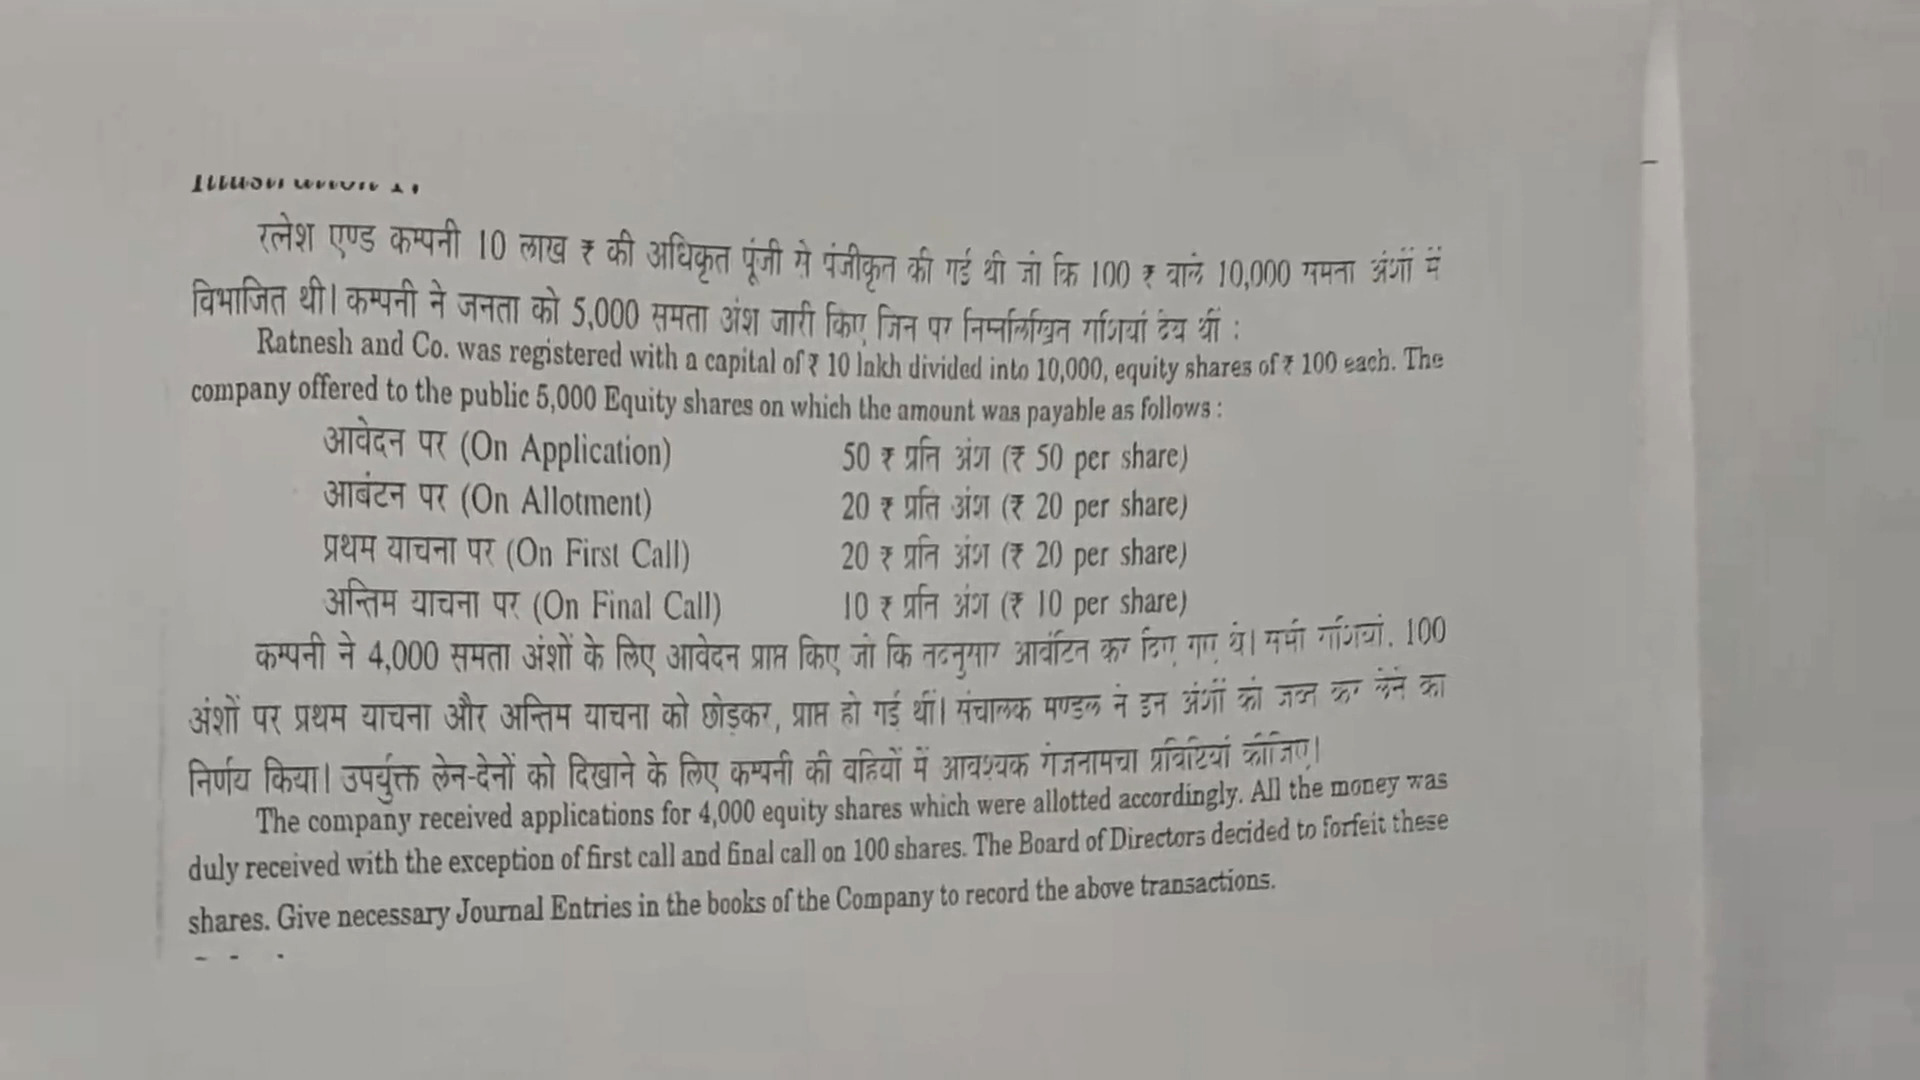 रत्नेश एण्ड कम्पनी 10 लाख ₹ की अधिकृत पूंजी से पंजीकृत की गई थी जो कि 100 ₹ वाले 10,000 समता अंशों में
विभाजित थी। कम्पनी ने जनता को 5,000 समता अंश जारी किए जिन पर निम्नलिखित राशियां देय थीं :
Ratnesh and Co. was registered with a capital of ₹ 10 lakh divided into 10,000, equity shares of ₹ 100 each. The
company offered to the public 5,000 Equity shares on which the amount was payable as follows :
आवेदन पर (On Application) 50 ₹ प्रति अंश (₹ 50 per share)
आबंटन पर (On Allotment) 20 ₹ प्रति अंश (₹ 20 per share)
प्रथम याचना पर (On First Call) 20 ₹ प्रति अंश (₹ 20 per share)
अन्तिम याचना पर (On Final Call) 10 ₹ प्रति अंश (₹ 10 per share)
कम्पनी ने 4,000 समता अंशों के लिए आवेदन प्राप्त किए जो कि तदनुसार आवंटित कर दिए गए थे। सभी राशियां, 100
अंशों पर प्रथम याचना और अन्तिम याचना को छोड़कर, प्राप्त हो गई थीं। संचालक मण्डल ने इन अंशों को जब्त कर लेने का
निर्णय किया। उपर्युक्त लेन-देनों को दिखाने के लिए कम्पनी की बहियों में आवश्यक रोजनामचा प्रविटियां कीजिए।
The company received applications for 4,000 equity shares which were allotted accordingly. All the money was
duly received with the exception of first call and final call on 100 shares. The Board of Directors decided to forfeit these
shares. Give necessary Journal Entries in the books of the Company to record the above transactions.